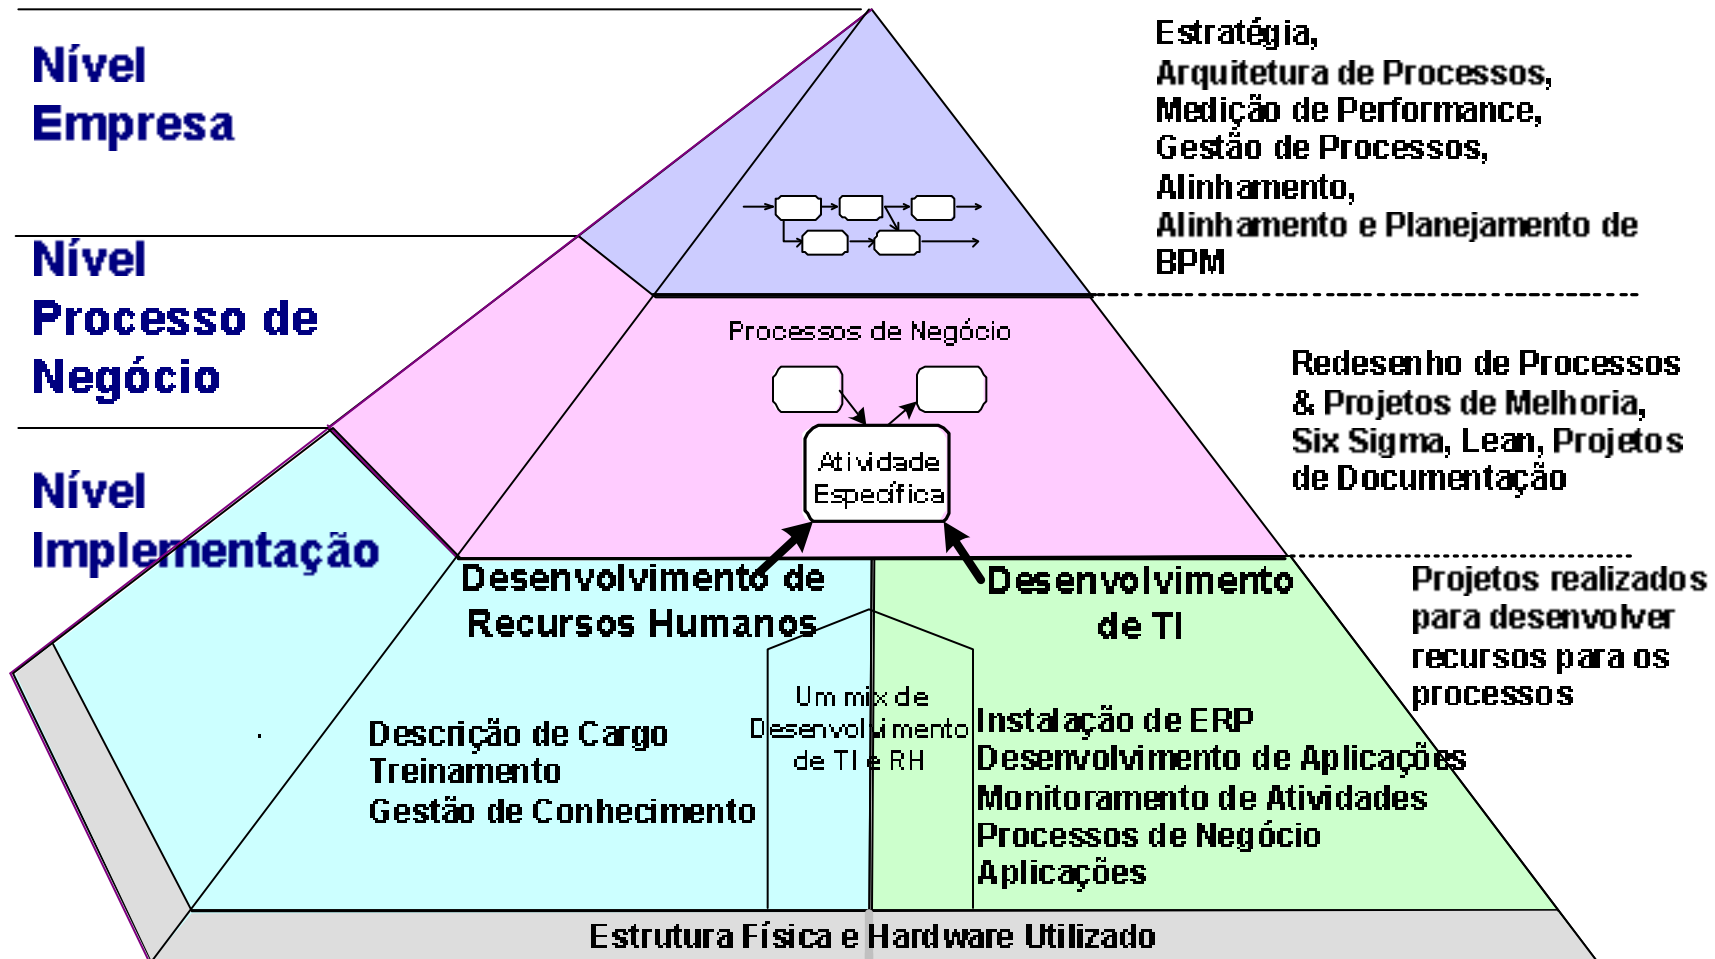 Nível
Empresa
Estratégia,
Arquitetura de Processos,
Medição de Performance,
Gestão de Processos,
Alinhamento,
Alinhamento e Planejamento de
BPM
Nível
Processo de
Negócio
Processos de Negócio
Atividade
Específica
Redesenho de Processos
& Projetos de Melhoria,
Six Sigma, Lean, Projetos
de Documentação
Nível
Implementação
Desenvolvimento de
Recursos Humanos
Desenvolvimento
de TI
Projetos realizados
para desenvolver
recursos para os
processos
Descrição de Cargo
Treinamento
Gestão de Conhecimento
Um mix de
Desenvolvimento
de TI e RH
Instalação de ERP
Desenvolvimento de Aplicações
Monitoramento de Atividades
Processos de Negócio
Aplicações
Estrutura Física e Hardware Utilizado